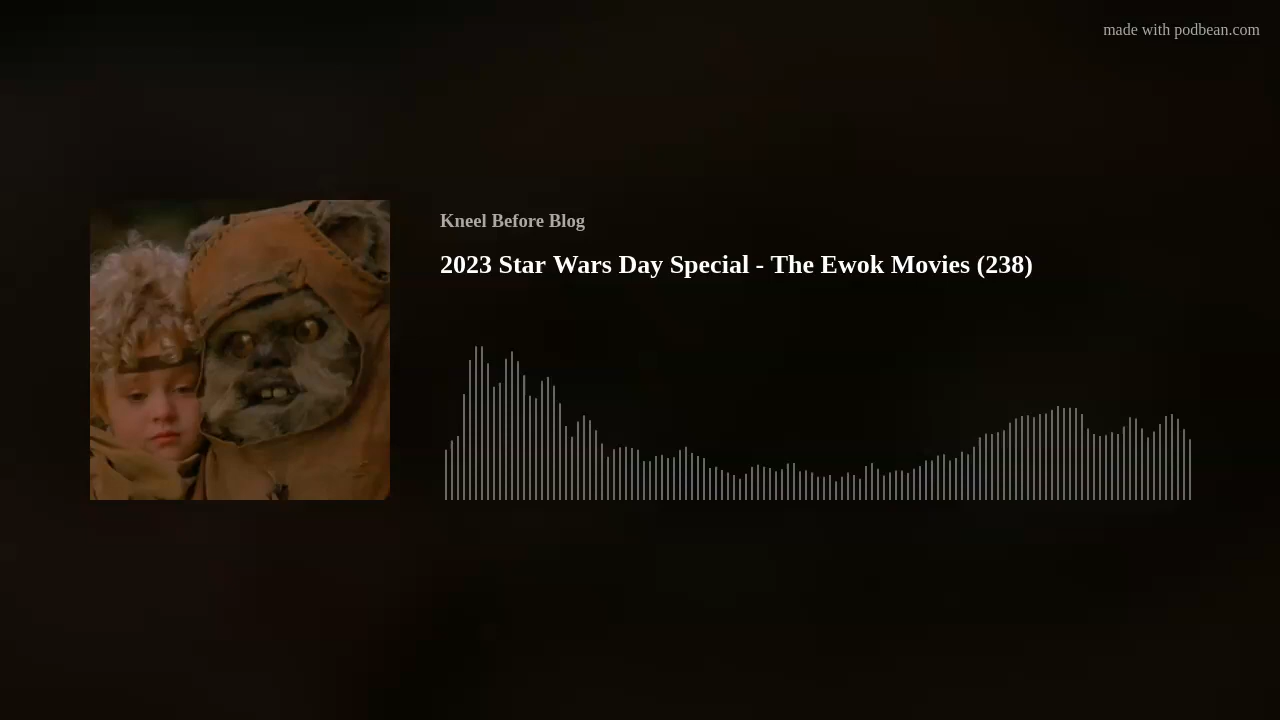 made with podbean.com
Kneel Before Blog
2023 Star Wars Day Special - The Ewok Movies (238)